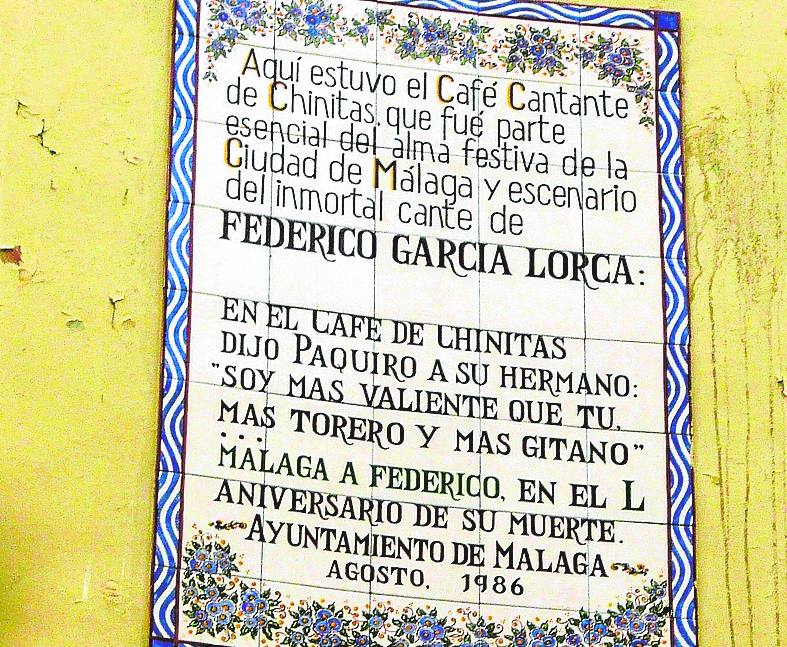 Aquí estuvo el Café Cantante
de Chinitas, que fué parte
esencial del alma festiva de la
Ciudad de Málaga y escenario
del inmortal cante de
FEDERICO GARCIA LORCA:
EN EL CAFE DE CHINITAS
DIJO PAQUIRO A SU HERMANO:
"SOY MAS VALIENTE QUE TU,
MAS TORERO Y MAS GITANO"
...
MALAGA A FEDERICO, EN EL L
ANIVERSARIO DE SU MUERTE.
AYUNTAMIENTO DE MALAGA
AGOSTO, 1986